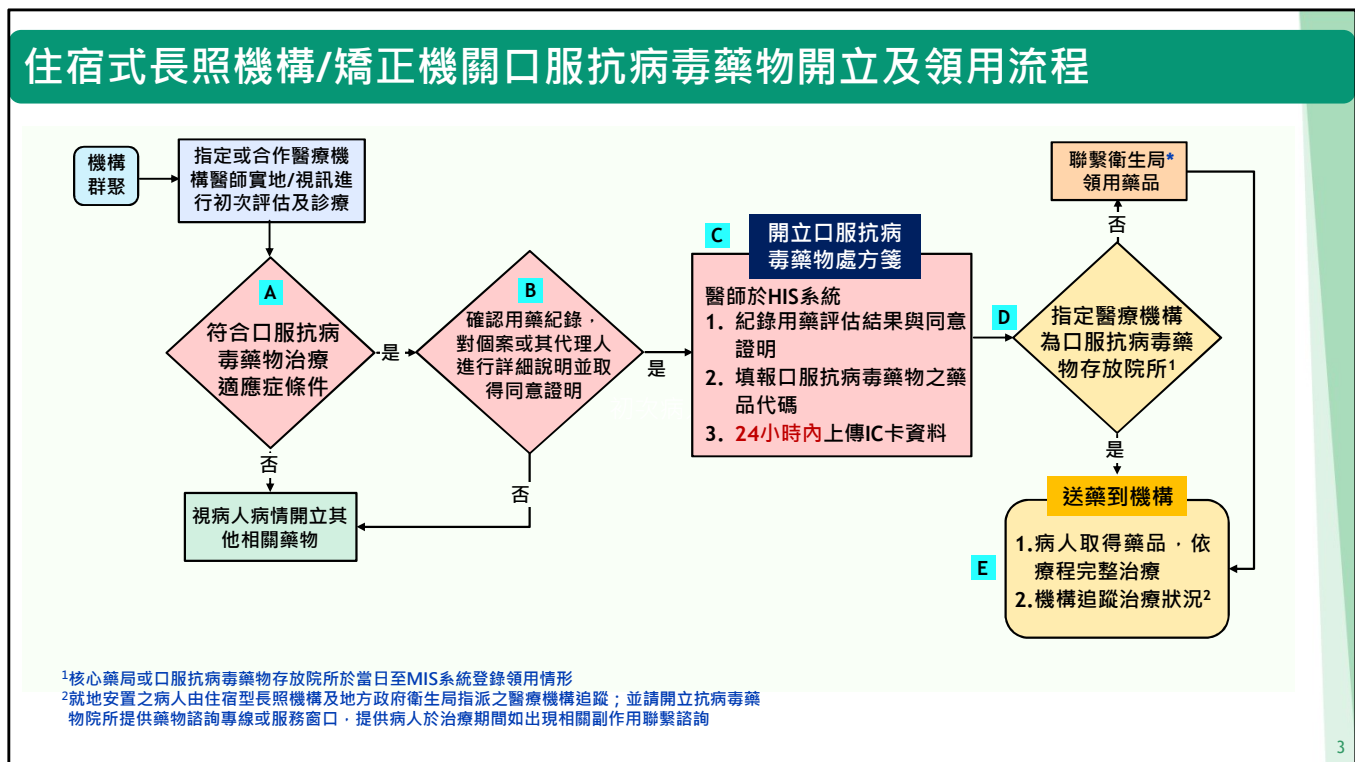 住宿式長照機構/矯正機關口服抗病毒藥物開立及領用流程
機構
群聚
指定或合作醫療機
構醫師實地/視訊進
行初次評估及診療
A
符合口服抗病
毒藥物治療
適應症條件
是
否
視病人病情開立其
他相關藥物
B
確認用藥紀錄，
對個案或其代理人
進行詳細說明並取
得同意證明
是
否
C
開立口服抗病
毒藥物處方箋
醫師於HIS系統
1. 紀錄用藥評估結果與同意
證明
2. 填報口服抗病毒藥物之藥
品代碼
3. 24小時內上傳IC卡資料
D
指定醫療機構
為口服抗病毒藥
物存放院所1
否
聯繫衛生局*
領用藥品
是
送藥到機構
E
1.病人取得藥品，依
療程完整治療
2.機構追蹤治療狀況2
1核心藥局或口服抗病毒藥物存放院所於當日至MIS系統登錄領用情形
2就地安置之病人由住宿型長照機構及地方政府衛生局指派之醫療機構追蹤；並請開立抗病毒藥
物院所提供藥物諮詢專線或服務窗口，提供病人於治療期間如出現相關副作用聯繫諮詢
3